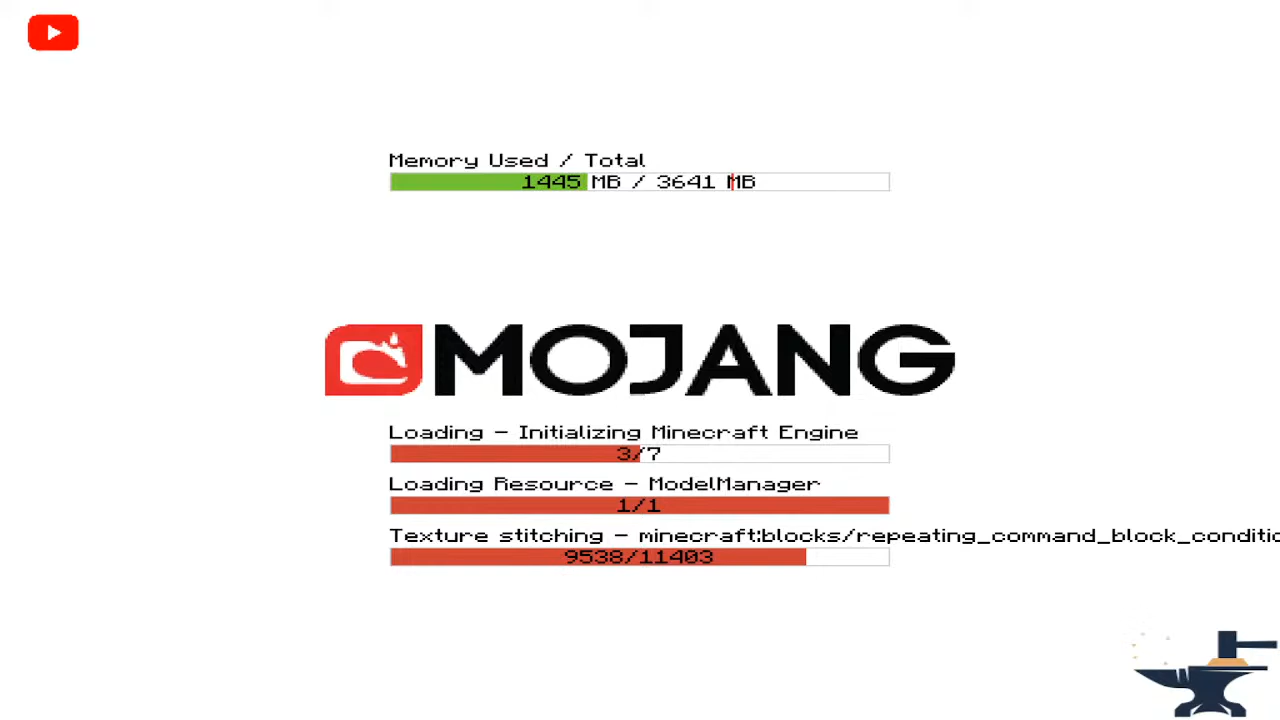 Memory Used / Total
1445 MB / 3641 MB
MOJANG
Loading - Initializing Minecraft Engine
3/7
Loading Resource - ModelManager
1/1
Texture stitching - minecraft:blocks/repeating_command_block_conditio
9538/11403